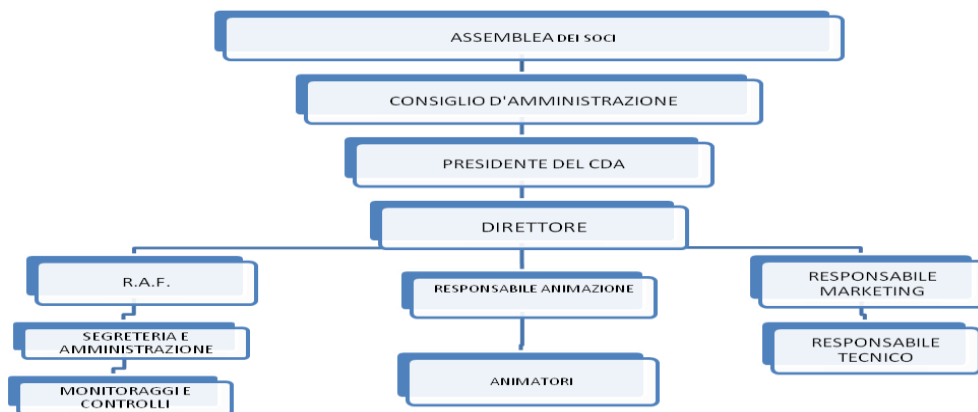 ASSEMBLEA DEI SOCI
CONSIGLIO D'AMMINISTRAZIONE
PRESIDENTE DEL CDA
DIRETTORE
R.A.F.
RESPONSABILE ANIMAZIONE
RESPONSABILE
MARKETING
SEGRETERIA E
AMMINISTRAZIONE
ANIMATORI
RESPONSABILE
TECNICO
MONITORAGGI E
CONTROLLI